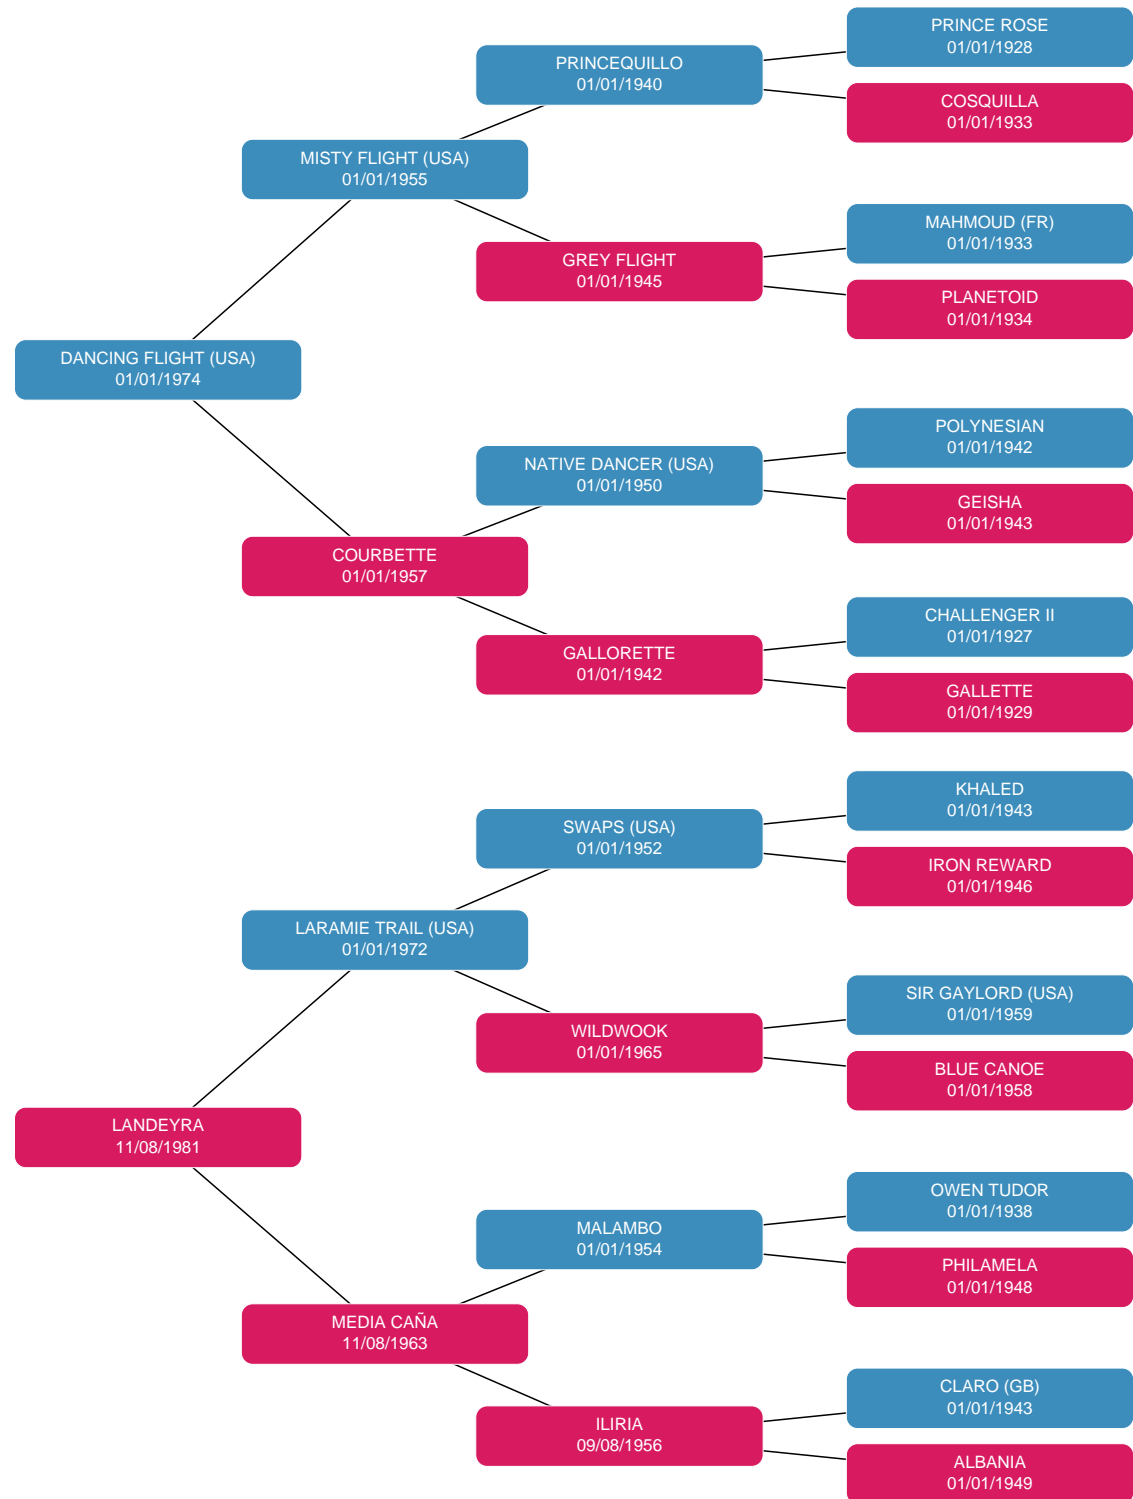 PRINCE ROSE
01/01/1928
PRINCEQUILLO
01/01/1940
COSQUILLA
01/01/1933
MISTY FLIGHT (USA)
01/01/1955
MAHMOUD (FR)
01/01/1933
GREY FLIGHT
01/01/1945
PLANETOID
01/01/1934
DANCING FLIGHT (USA)
01/01/1974
POLYNESIAN
01/01/1942
NATIVE DANCER (USA)
01/01/1950
GEISHA
01/01/1943
COURBETTE
01/01/1957
CHALLENGER II
01/01/1927
GALLORETTE
01/01/1942
GALLETTE
01/01/1929
KHALED
01/01/1943
SWAPS (USA)
01/01/1952
IRON REWARD
01/01/1946
LARAMIE TRAIL (USA)
01/01/1972
SIR GAYLORD (USA)
01/01/1959
WILDWOOK
01/01/1965
BLUE CANOE
01/01/1958
LANDEYRA
11/08/1981
OWEN TUDOR
01/01/1938
MALAMBO
01/01/1954
PHILAMELA
01/01/1948
MEDIA CAÑA
11/08/1963
CLARO (GB)
01/01/1943
ILIRIA
09/08/1956
ALBANIA
01/01/1949